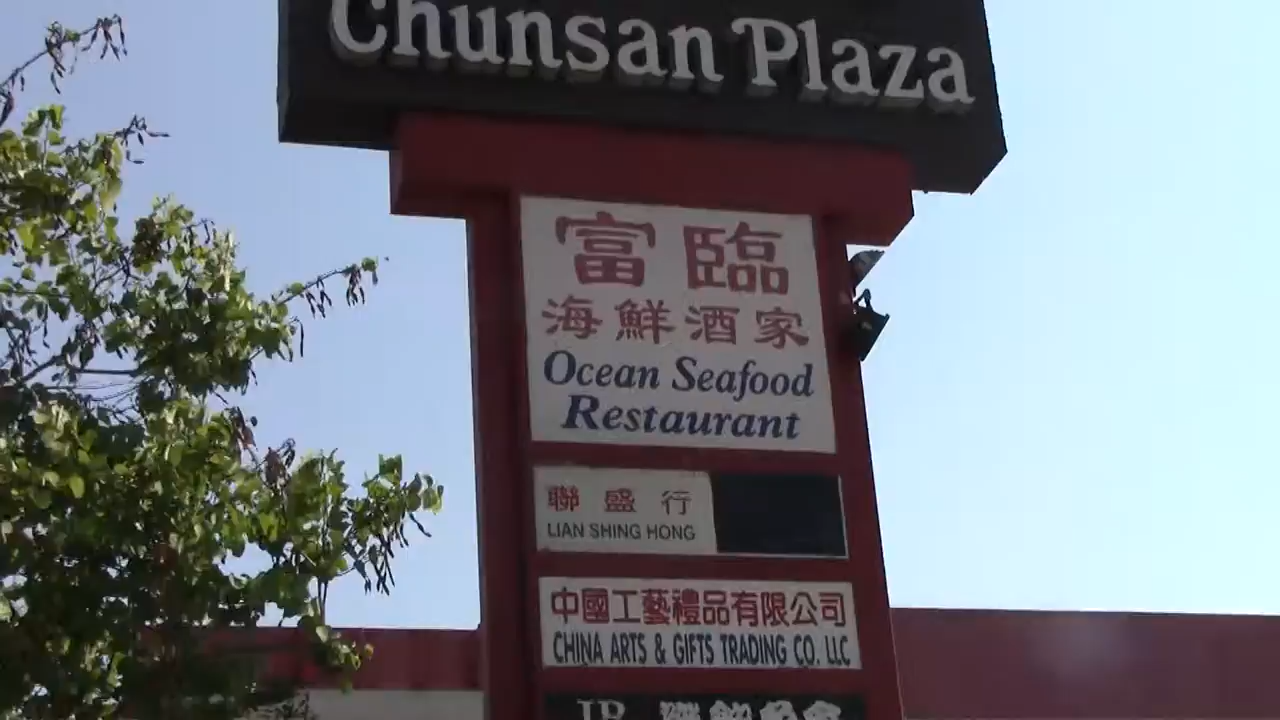 Chunsan Plaza
富臨
海鮮酒家
Ocean Seafood
Restaurant
聯盛行
LIAN SHING HONG
中國工藝禮品有限公司
CHINA ARTS & GIFTS TRADING CO. LLC